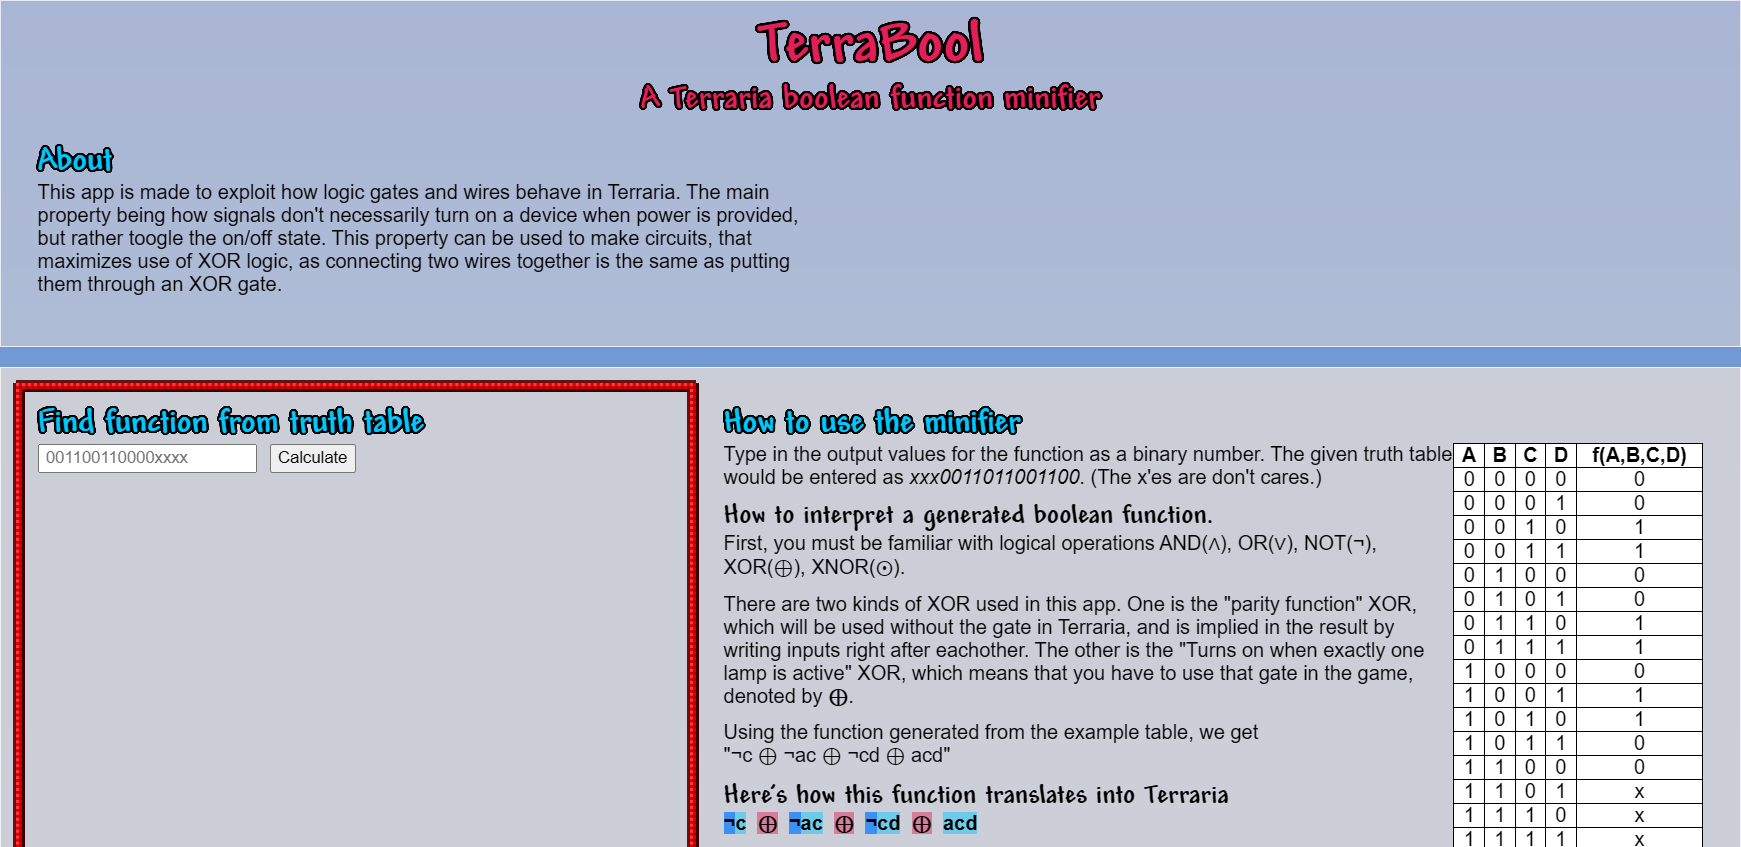 TerraBool
A Terraria boolean function minifier
About
This app is made to exploit how logic gates and wires behave in Terraria. The main
property being how signals don't necessarily turn on a device when power is provided,
but rather toogle the on/off state. This property can be used to make circuits, that
maximizes use of XOR logic, as connecting two wires together is the same as putting
them through an XOR gate.
Find function from truth table
001100110000xxxx Calculate
How to use the minifier
Type in the output values for the function as a binary number. The given truth table
would be entered as xxx0011011001100. (The x'es are don't cares.)
How to interpret a generated boolean function.
First, you must be familiar with logical operations AND(∧), OR(∨), NOT(¬),
XOR(⨁), XNOR(⨀).
There are two kinds of XOR used in this app. One is the "parity function" XOR,
which will be used without the gate in Terraria, and is implied in the result by
writing inputs right after eachother. The other is the "Turns on when exactly one
lamp is active" XOR, which means that you have to use that gate in the game,
denoted by ⨁.
Using the function generated from the example table, we get
"¬c ⨁ ¬ac ⨁ ¬cd ⨁ acd"
Here's how this function translates into Terraria
¬c ⨁ ¬ac ⨁ ¬cd ⨁ acd
A B C D f(A,B,C,D)
0 0 0 0 0
0 0 0 1 0
0 0 1 0 1
0 0 1 1 1
0 1 0 0 0
0 1 0 1 0
0 1 1 0 1
0 1 1 1 1
1 0 0 0 0
1 0 0 1 1
1 0 1 0 1
1 0 1 1 0
1 1 0 0 0
1 1 0 1 x
1 1 1 0 x
1 1 1 1 x